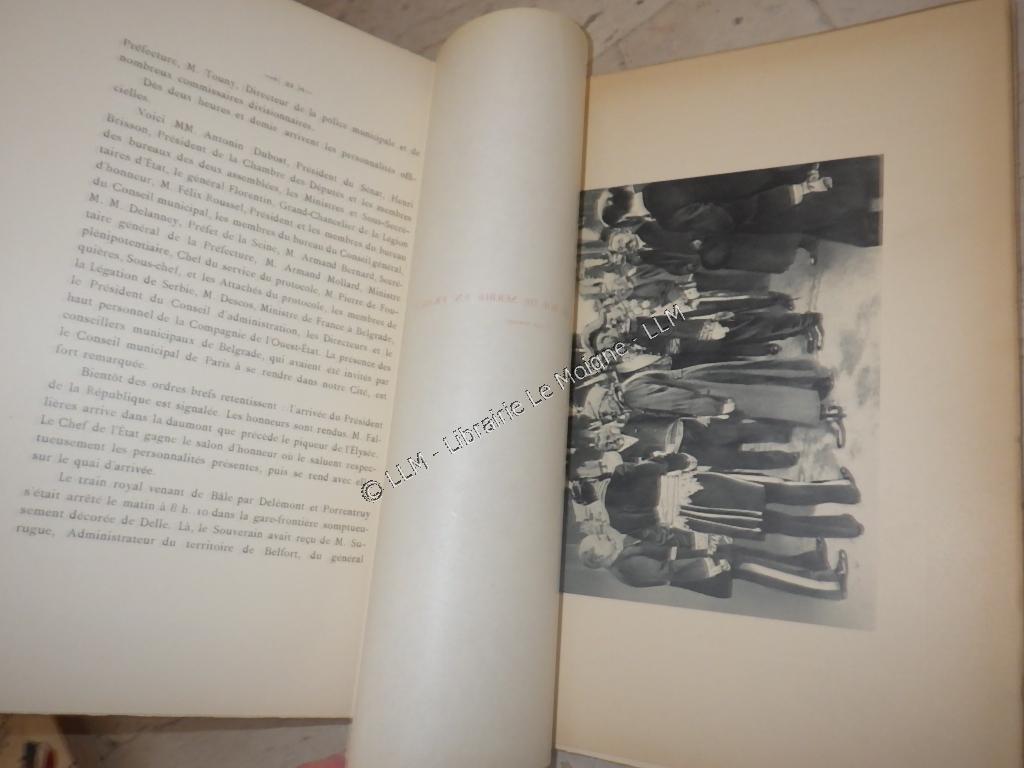 Préfecture, M. Touny, Directeur de la police municipale et de
nombreux commissaires divisionnaires.
Dès deux heures et demie arrivent les personnalités offi-
cielles.
Voici MM. Antonin Dubost, Président du Sénat, Henri
Brisson, Président de la Chambre des Députés et les membres
des bureaux des deux assemblées, les Ministres et Sous-Secré-
taires d'État, le général Florentin, Grand-Chancelier de la Légion
d'honneur, M. Félix Roussel, Président et les membres du bureau
du Conseil municipal, les membres du bureau du Conseil général,
M. M. Delanney, Préfet de la Seine, M. Armand Bernard, Secré-
taire général de la Préfecture, M. Armand Mollard, Ministre
plénipotentiaire, Chef du service du protocole, M. Pierre de Fou-
quières, Sous-chef, et les Attachés du protocole, les membres de
la Légation de Serbie, M. Descos, Ministre de France à Belgrade,
le Président du Conseil d'administration, les Directeurs et le
haut personnel de la Compagnie de l'Ouest-État. La présence des
conseillers municipaux de Belgrade, qui avaient été invités par
le Conseil municipal de Paris à se rendre dans notre Cité, est
fort remarquée.
Bientôt des ordres brefs retentissent : l'arrivée du Président
de la République est signalée. Les honneurs sont rendus. M. Fal-
lières arrive dans la daumont que précède le piqueur de l'Elysée.
Le Chef de l'État gagne le salon d'honneur où le saluent respec-
tueusement les personnalités présentes, puis se rend avec elles
sur le quai d'arrivée.
Le train royal venant de Bâle par Delémont et Porrentruy
s'était arrêté le matin à 8 h. 10 dans la gare-frontière somptueu-
sement décorée de Delle. Là, le Souverain avait reçu de M. Su-
rugue, Administrateur du territoire de Belfort, du général
DE SERBIE EN
© LLM - Librairie Le Moigne - LLM